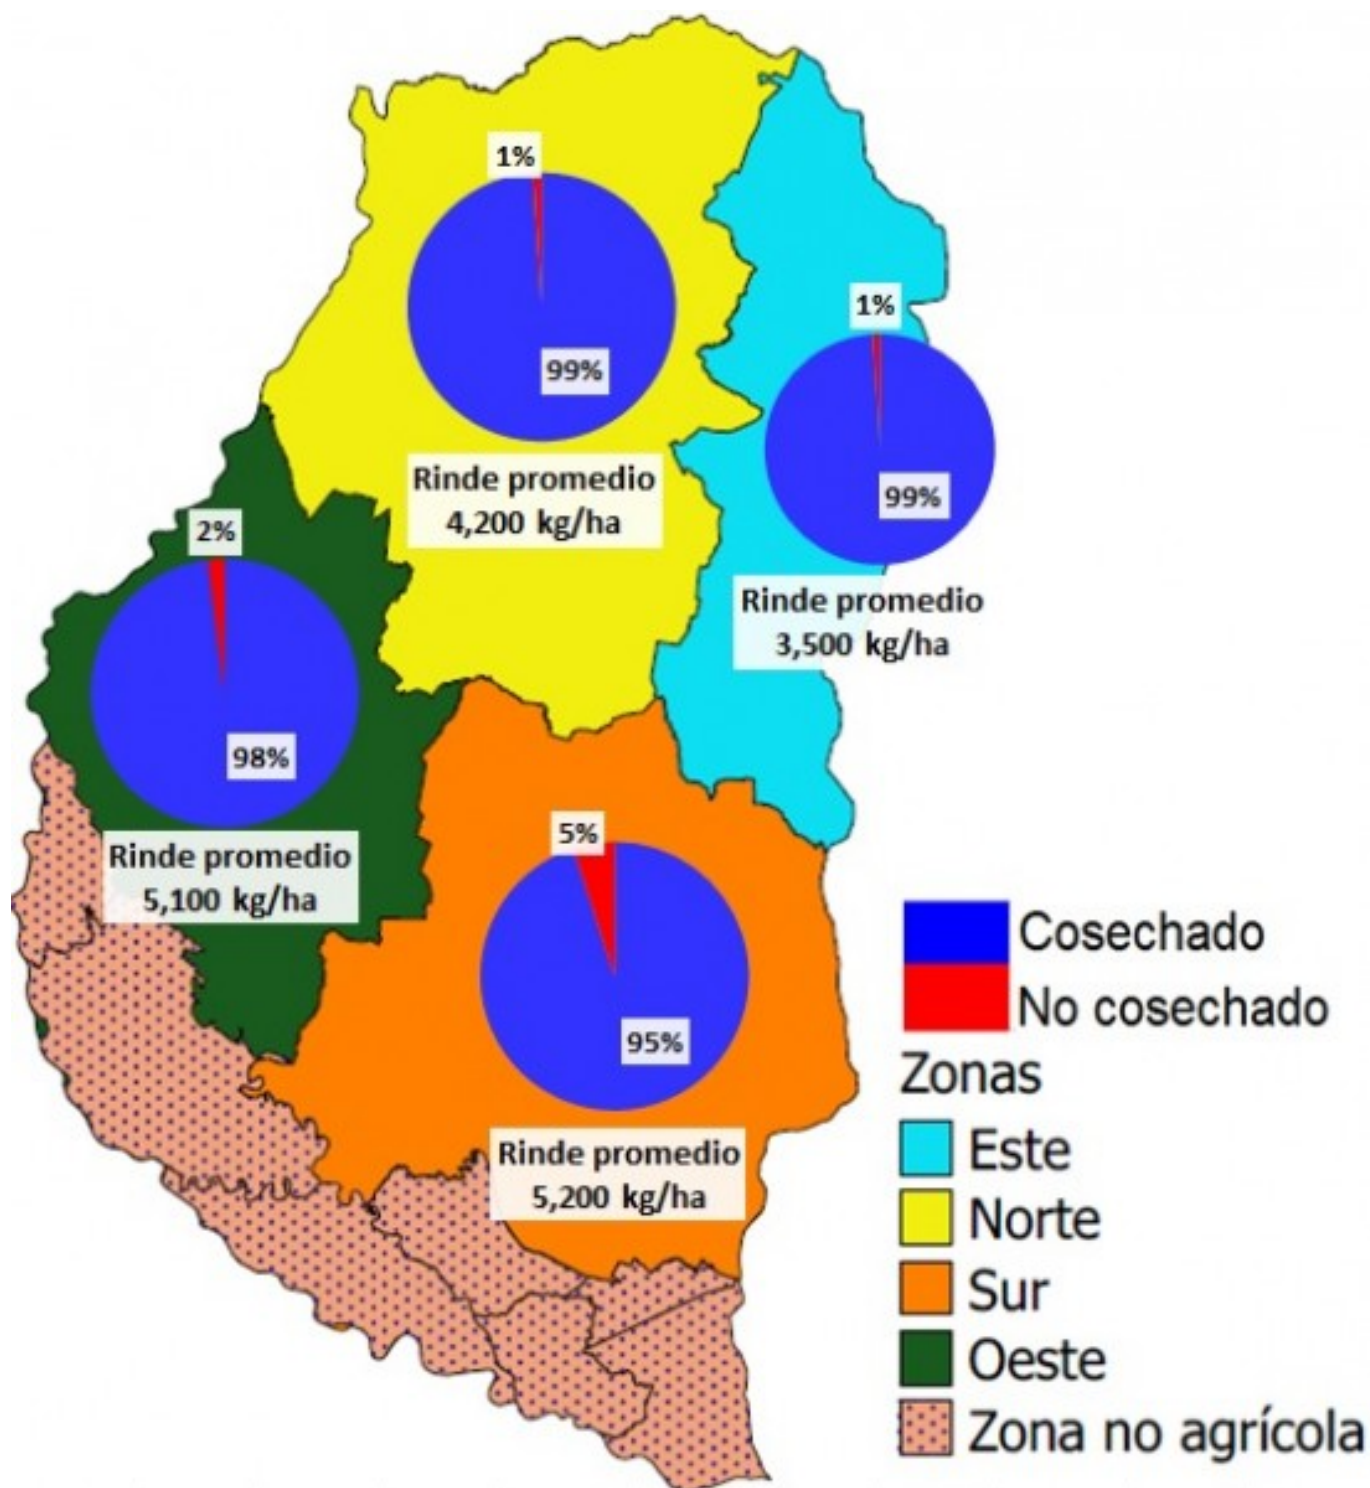 1%
99%
Rinde promedio
4,200 kg/ha
1%
99%
Rinde promedio
3,500 kg/ha
2%
98%
Rinde promedio
5,100 kg/ha
5%
95%
Rinde promedio
5,200 kg/ha
Cosechado
No cosechado
Zonas
Este
Norte
Sur
Oeste
Zona no agrícola